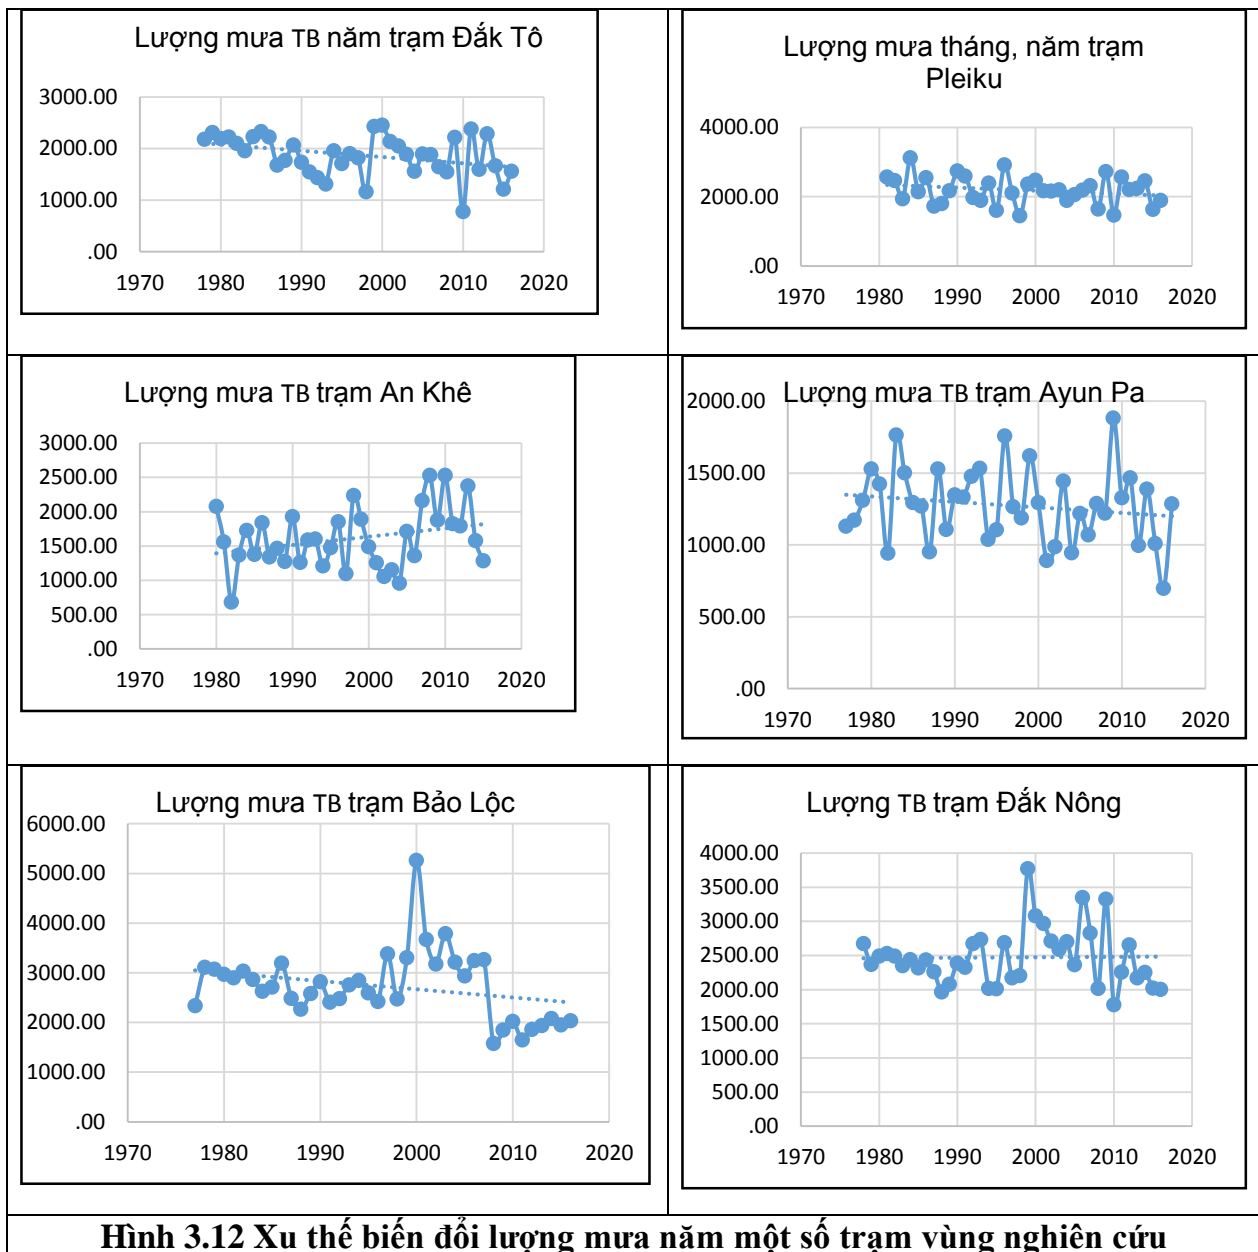 Lượng mưa TB năm trạm Đắk Tô
3000.00
2000.00
1000.00
.00
1970 1980 1990 2000 2010 2020
Lượng mưa tháng, năm trạm
Pleiku
4000.00
2000.00
.00
1970 1980 1990 2000 2010 2020
Lượng mưa TB trạm An Khê
3000.00
2500.00
2000.00
1500.00
1000.00
500.00
.00
1970 1980 1990 2000 2010 2020
Lượng mưa TB trạm Ayun Pa
2000.00
1500.00
1000.00
500.00
.00
1970 1980 1990 2000 2010 2020
Lượng mưa TB trạm Bảo Lộc
6000.00
5000.00
4000.00
3000.00
2000.00
1000.00
.00
1970 1980 1990 2000 2010 2020
Lượng TB trạm Đắk Nông
4000.00
3500.00
3000.00
2500.00
2000.00
1500.00
1000.00
500.00
.00
1970 1980 1990 2000 2010 2020
Hình 3.12 Xu thế biến đổi lượng mưa năm một số trạm vùng nghiên cứu